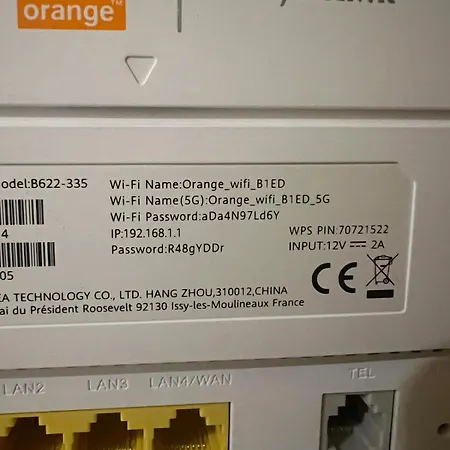 orange™
odel:B622-335
Wi-Fi Name:Orange_wifi_B1ED
Wi-Fi Name(5G):Orange_wifi_B1ED_5G
Wi-Fi Password:aDa4N97Ld6Y
4
IP:192.168.1.1
WPS PIN:70721522
Password:R48gYDDr
INPUT:12V 2A
05
CE
EA TECHNOLOGY CO., LTD. HANG ZHOU,310012,CHINA
ai du Président Roosevelt 92130 Issy-les-Moulineaux France
LAN2 LAN3 LAN4/WAN TEL